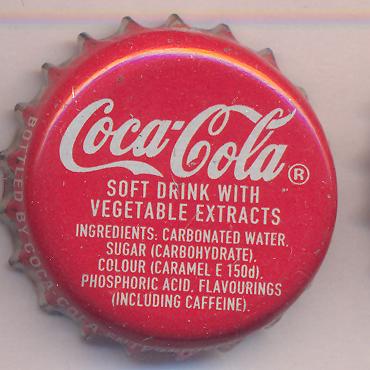 Coca-Cola®
SOFT DRINK WITH
VEGETABLE EXTRACTS
INGREDIENTS: CARBONATED WATER,
SUGAR (CARBOHYDRATE),
COLOUR (CARAMEL E 150d),
PHOSPHORIC ACID, FLAVOURINGS
(INCLUDING CAFFEINE).
BOTTLED BY COCA-COLA